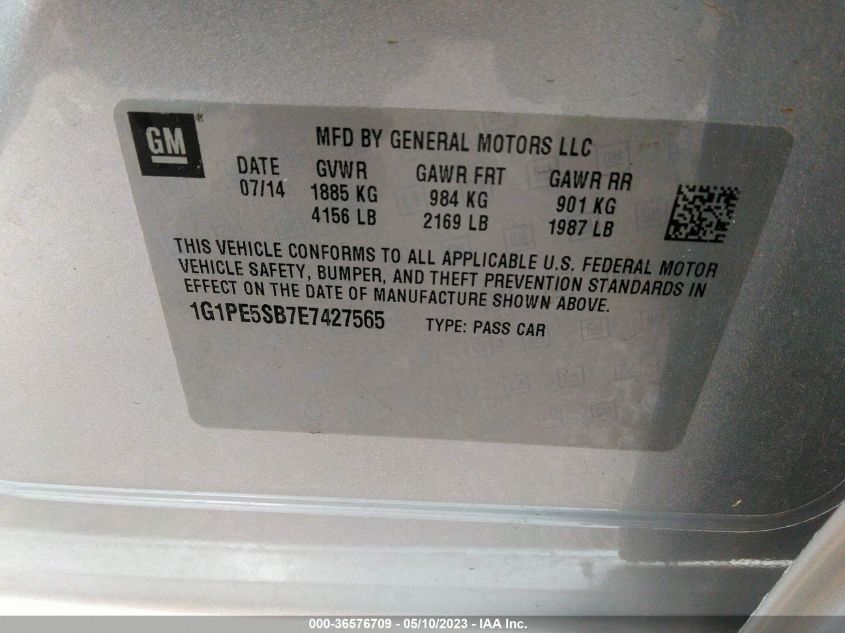 GM®
MFD BY GENERAL MOTORS LLC
DATE GVWR GAWR FRT GAWR RR
07/14 1885 KG 984 KG 901 KG
4156 LB 2169 LB 1987 LB
THIS VEHICLE CONFORMS TO ALL APPLICABLE U.S. FEDERAL MOTOR
VEHICLE SAFETY, BUMPER, AND THEFT PREVENTION STANDARDS IN
EFFECT ON THE DATE OF MANUFACTURE SHOWN ABOVE.
1G1PE5SB7E7427565 TYPE: PASS CAR
000-36576709 - 05/10/2023 - IAA Inc.